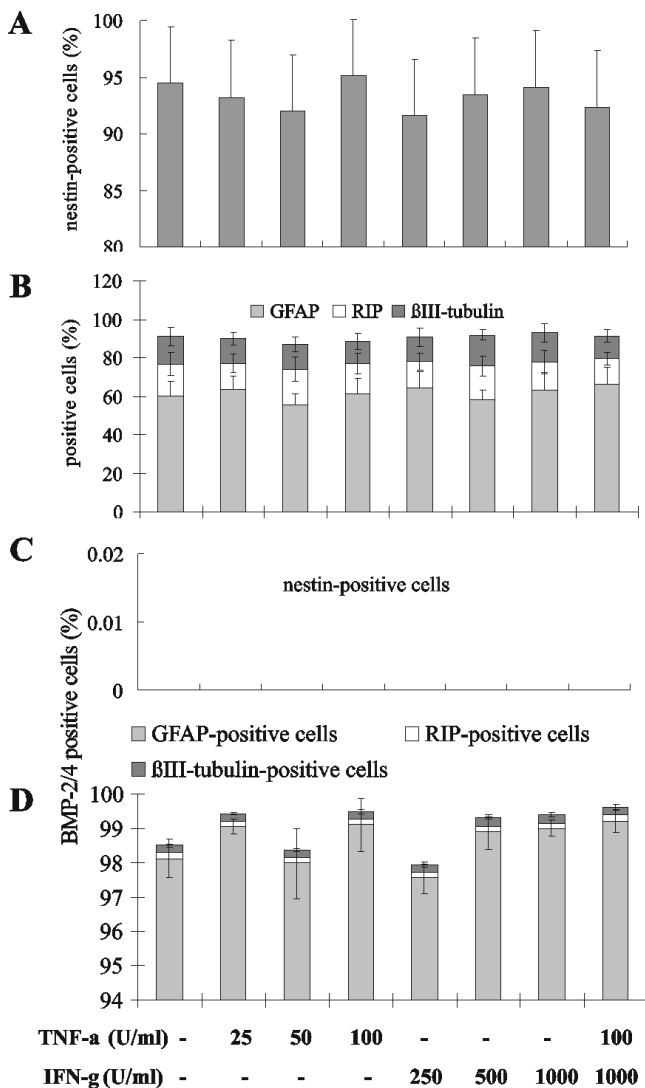 A
nestin-positive cells (%)
100
95
90
85
80
B
positive cells (%)
120
100
80
60
40
20
0
GFAP RIP ßIII-tubulin
C
BMP-2/4 positive cells (%)
0.02
0.01
0
nestin-positive cells
GFAP-positive cells RIP-positive cells
ßIII-tubulin-positive cells
D
100
99
98
97
96
95
94
TNF-a (U/ml) - 25 50 100 - - - 100
IFN-g (U/ml) - - - - 250 500 1000 1000